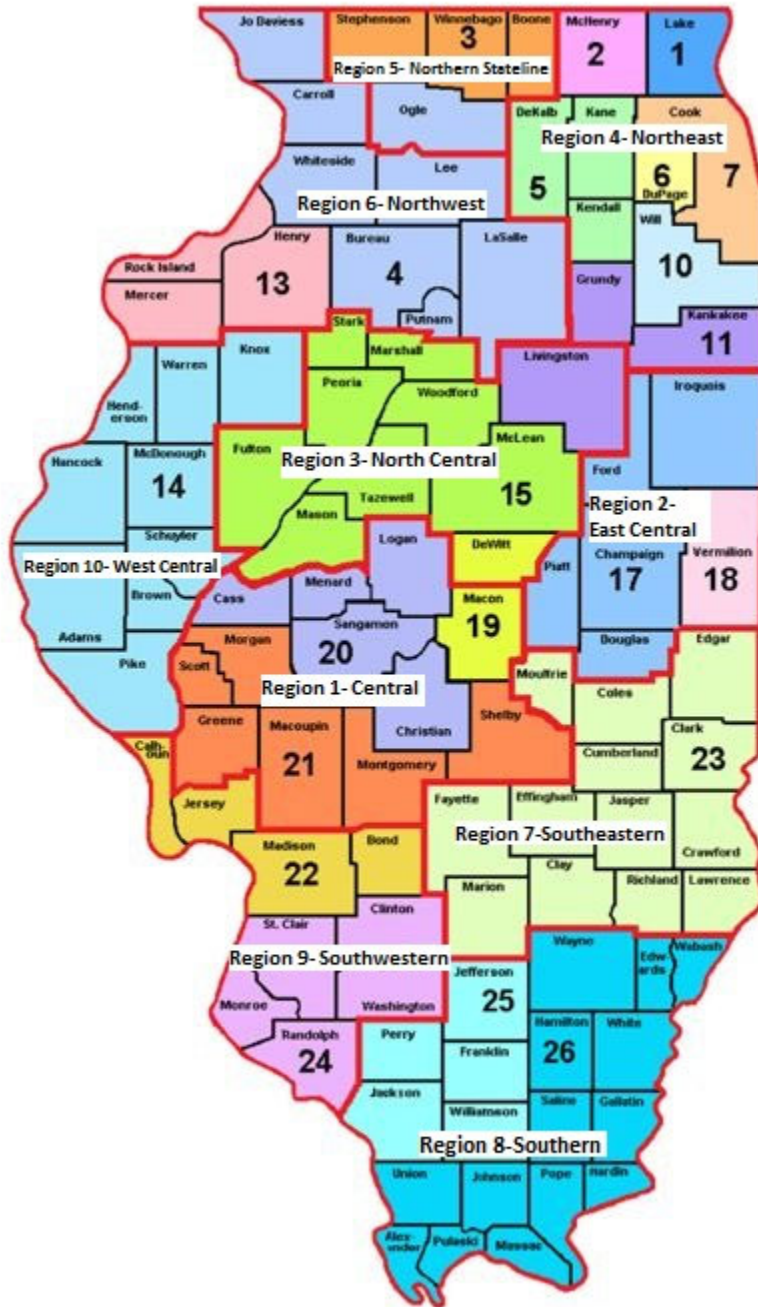 Jo Daviess
Stephenson
Winnebago
Boone
McHenry
Lake
3
2
1
Region 5- Northern Stateline
Carroll
Ogle
DeKalb
Kane
Cook
Region 4- Northeast
Whiteside
Lee
5
6
7
DuPage
Region 6- Northwest
Kendall
Will
Henry
Bureau
LaSalle
Rock Island
4
10
Mercer
13
Grundy
Putnam
Kankakee
11
Stark
Marshall
Knox
Warren
Livingston
Peoria
Woodford
Iroquois
Hend-
erson
McLean
Fulton
Hancock
McDonough
Region 3- North Central
Ford
14
15
Tazewell
Mason
Region 2-
East Central
Schuyler
Logan
DeWitt
Champaign
Vermilion
Region 10- West Central
Menard
Piatt
17
18
Cass
Brown
Macon
Sangamon
19
Adams
Morgan
20
Douglas
Edgar
Pike
Scott
Moultrie
Region 1- Central
Coles
Greene
Macoupin
Shelby
Christian
Clark
Calh-
oun
21
Montgomery
Cumberland
23
Jersey
Fayette
Effingham
Jasper
Region 7-Southeastern
Madison
Bond
22
Clay
Crawford
Marion
Richland
Lawrence
Clinton
St. Clair
Wayne
Wabash
Region 9- Southwestern
Edw-
ards
Jefferson
25
Monroe
Washington
Randolph
Hamilton
White
24
Perry
26
Franklin
Jackson
Saline
Gallatin
Williamson
Region 8-Southern
Union
Johnson
Pope
Hardin
Alex-
ander
Pulaski
Massac